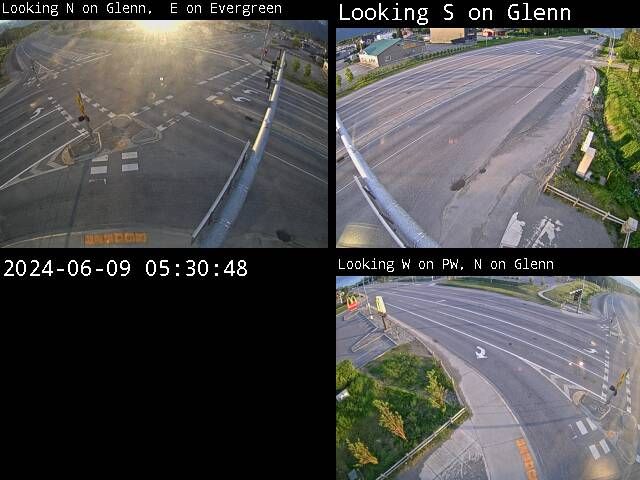 Looking N on Glenn, E on Evergreen
Looking S on Glenn
2024-06-09 05:30:48
Looking W on PW, N on Glenn